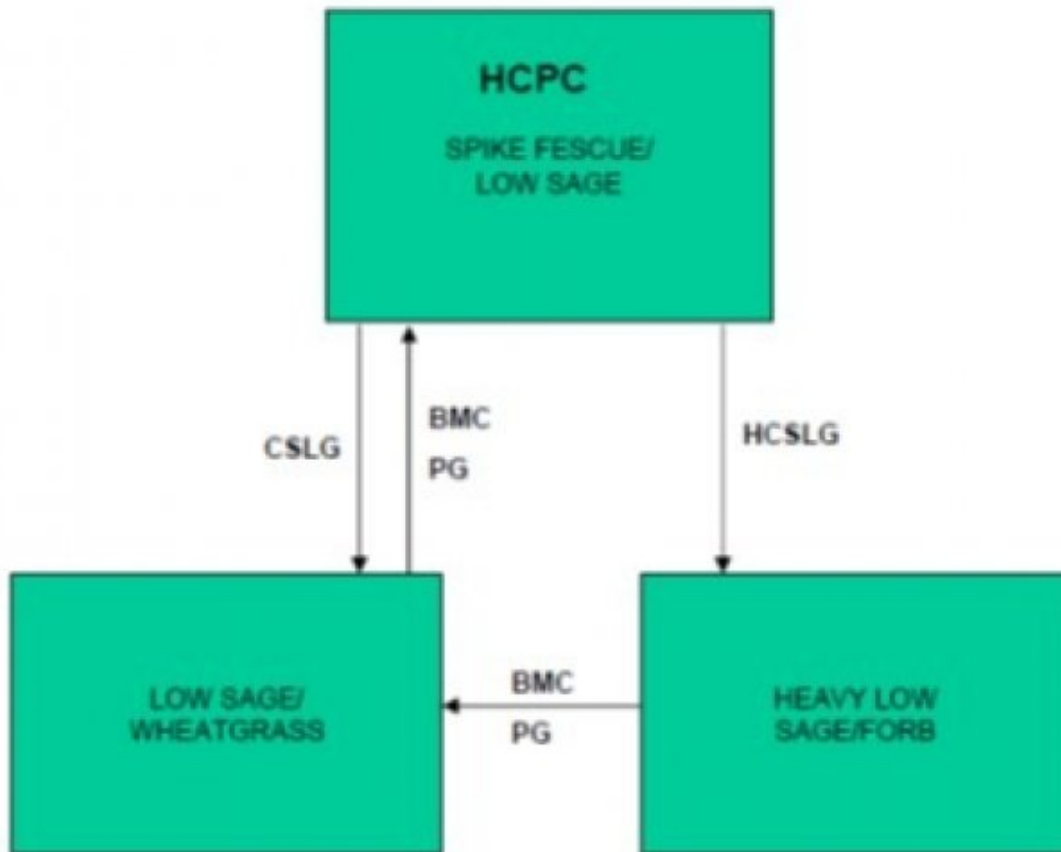 HCPC
SPIKE FESCUE/
LOW SAGE
CSLG
BMC
PG
HCSLG
LOW SAGE/
WHEATGRASS
BMC
PG
HEAVY LOW
SAGE/FORB